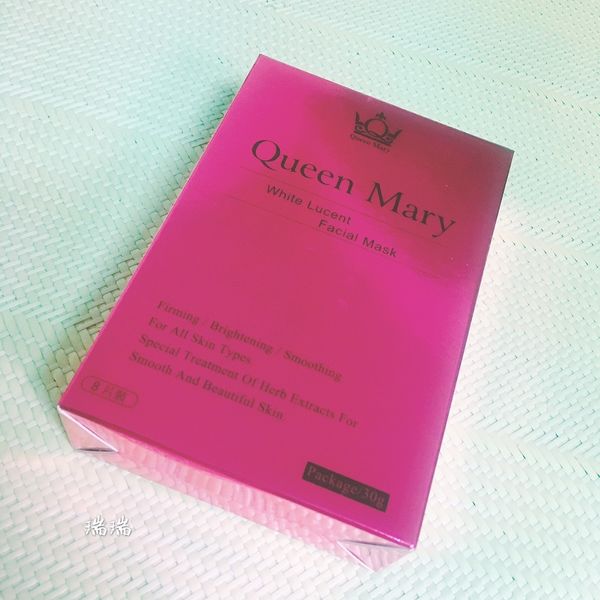 Queen Mary
Queen Mary
White Lucent
Facial Mask
Firming / Brightening / Smoothing
For All Skin Types
Special Treatment Of Herb Extracts For
Smooth And Beautiful Skin
8片裝
Package/30g
瑞瑞